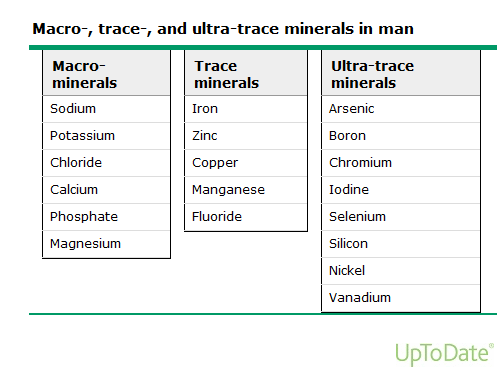 Macro-, trace-, and ultra-trace minerals in man
Macro-
minerals
Sodium
Potassium
Chloride
Calcium
Phosphate
Magnesium
Trace
minerals
Iron
Zinc
Copper
Manganese
Fluoride
Ultra-trace
minerals
Arsenic
Boron
Chromium
Iodine
Selenium
Silicon
Nickel
Vanadium
UpToDate®